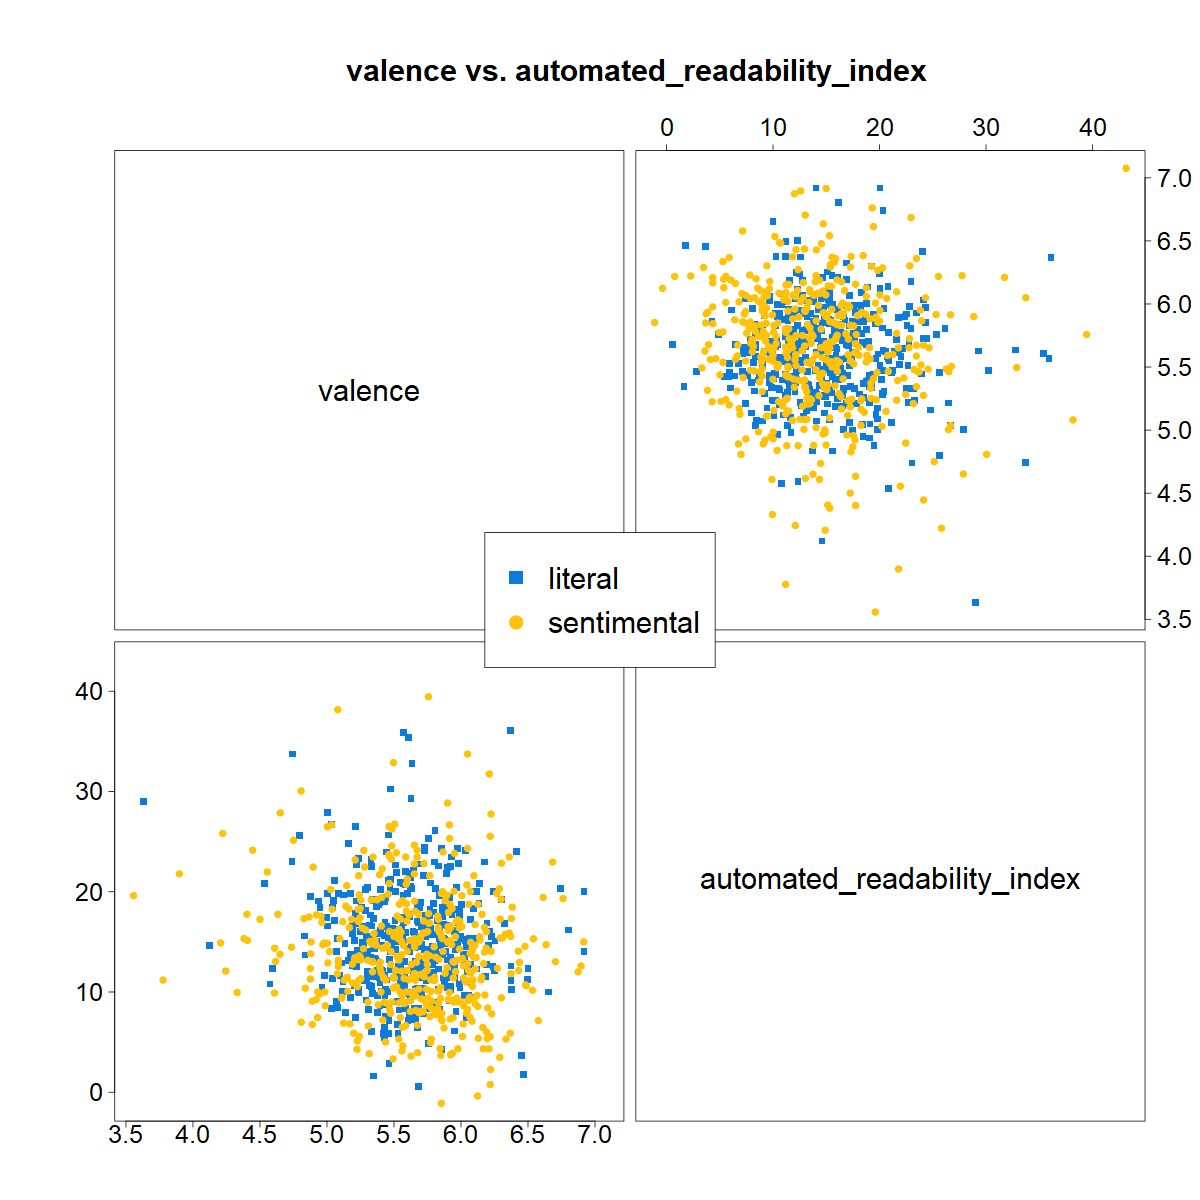 valence vs. automated_readability_index
0 10 20 30 40
valence
7.0
6.5
6.0
5.5
5.0
4.5
4.0
3.5
literal
sentimental
40
30
20
10
0
automated_readability_index
3.5 4.0 4.5 5.0 5.5 6.0 6.5 7.0